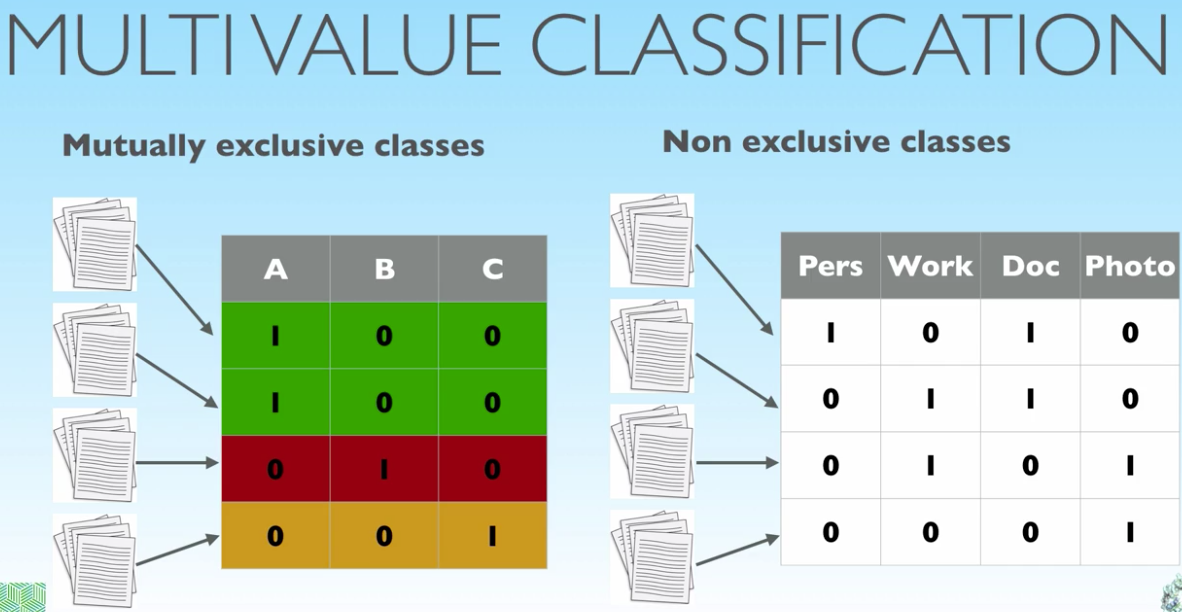 MULTI VALUE CLASSIFICATION
Mutually exclusive classes
A B C
1 0 0
1 0 0
0 1 0
0 0 1
Non exclusive classes
Pers Work Doc Photo
1 0 1 0
0 1 1 0
0 1 0 1
0 0 0 1